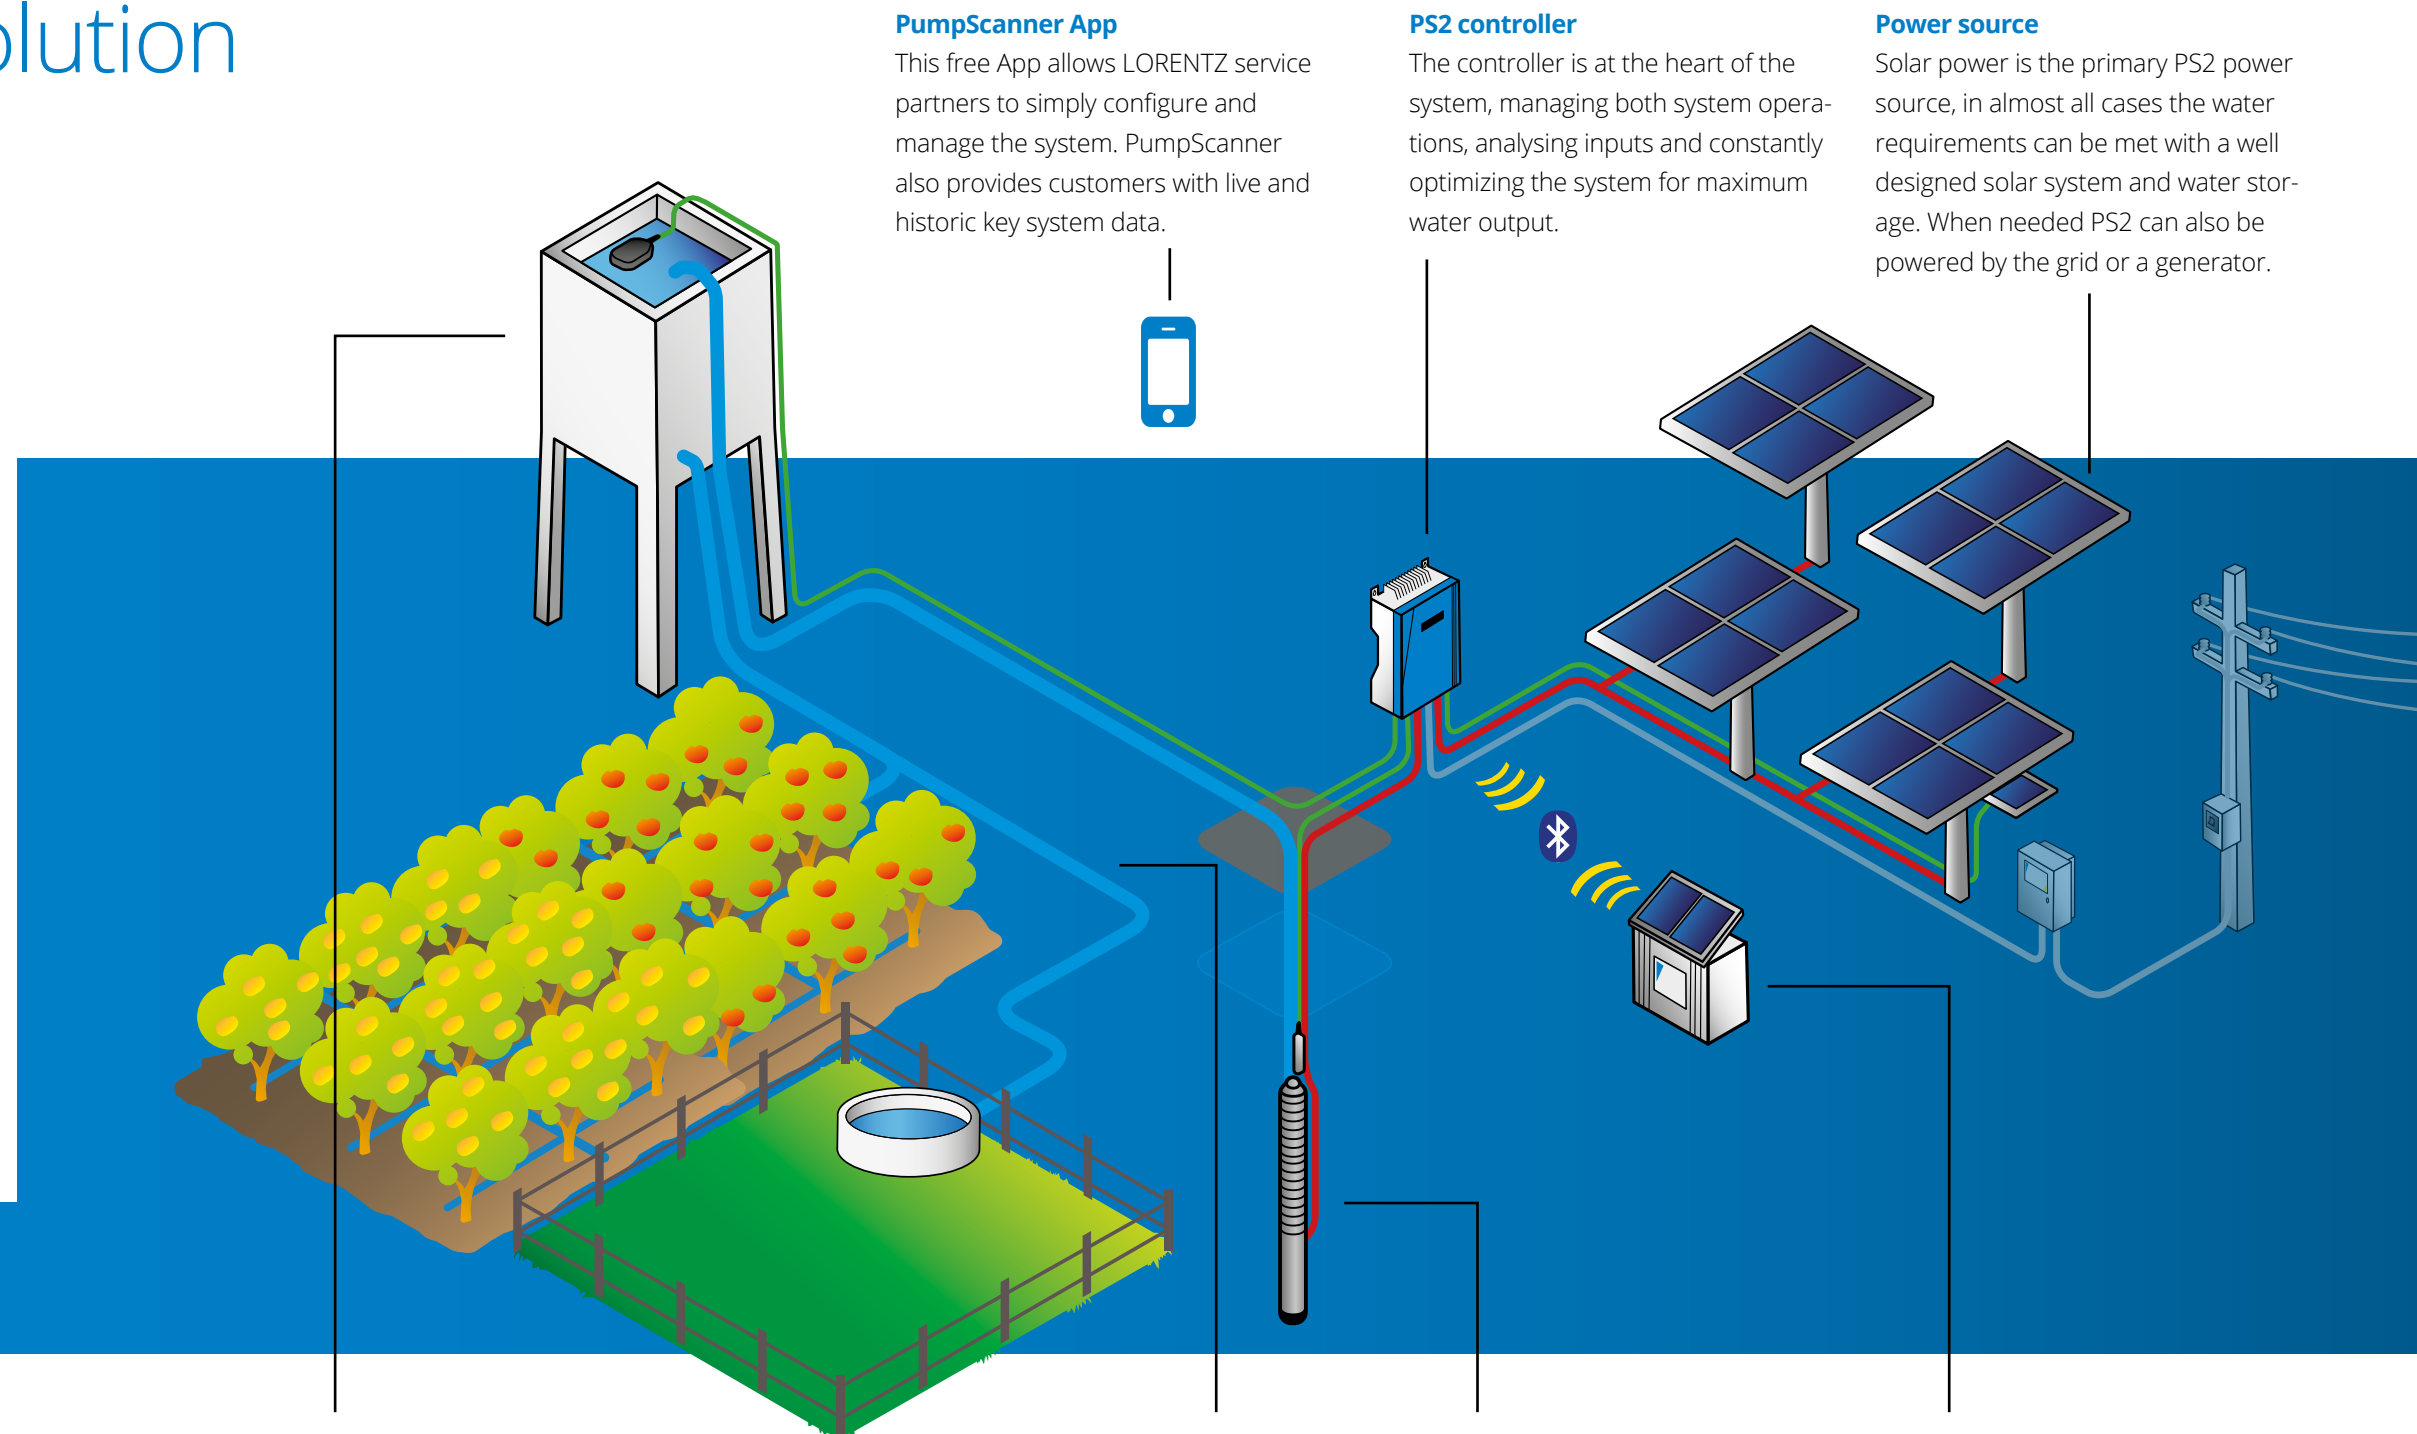 olution
PumpScanner App
This free App allows LORENTZ service
partners to simply configure and
manage the system. PumpScanner
also provides customers with live and
historic key system data.
PS2 controller
The controller is at the heart of the
system, managing both system opera-
tions, analysing inputs and constantly
optimizing the system for maximum
water output.
Power source
Solar power is the primary PS2 power
source, in almost all cases the water
requirements can be met with a well
designed solar system and water stor-
age. When needed PS2 can also be
powered by the grid or a generator.